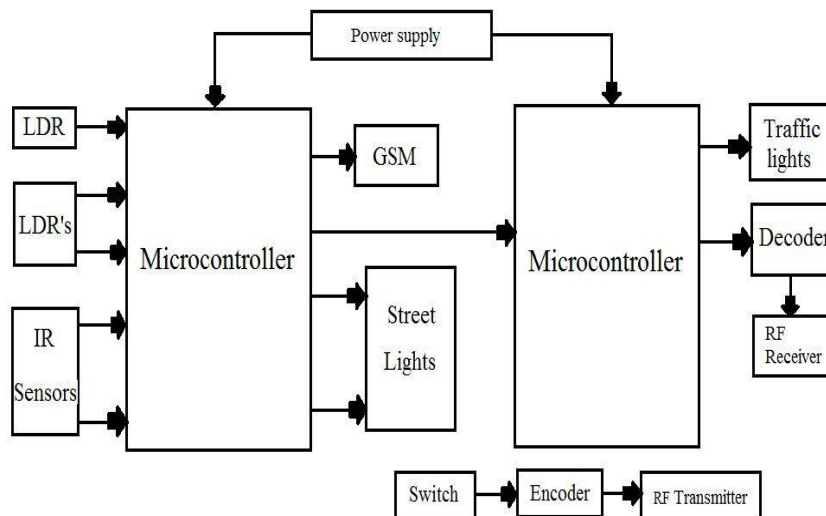 Power supply
LDR
LDR's
IR
Sensors
Microcontroller
GSM
Street
Lights
Microcontroller
Traffic
lights
Decoder
RF
Receiver
Switch
Encoder
RF Transmitter